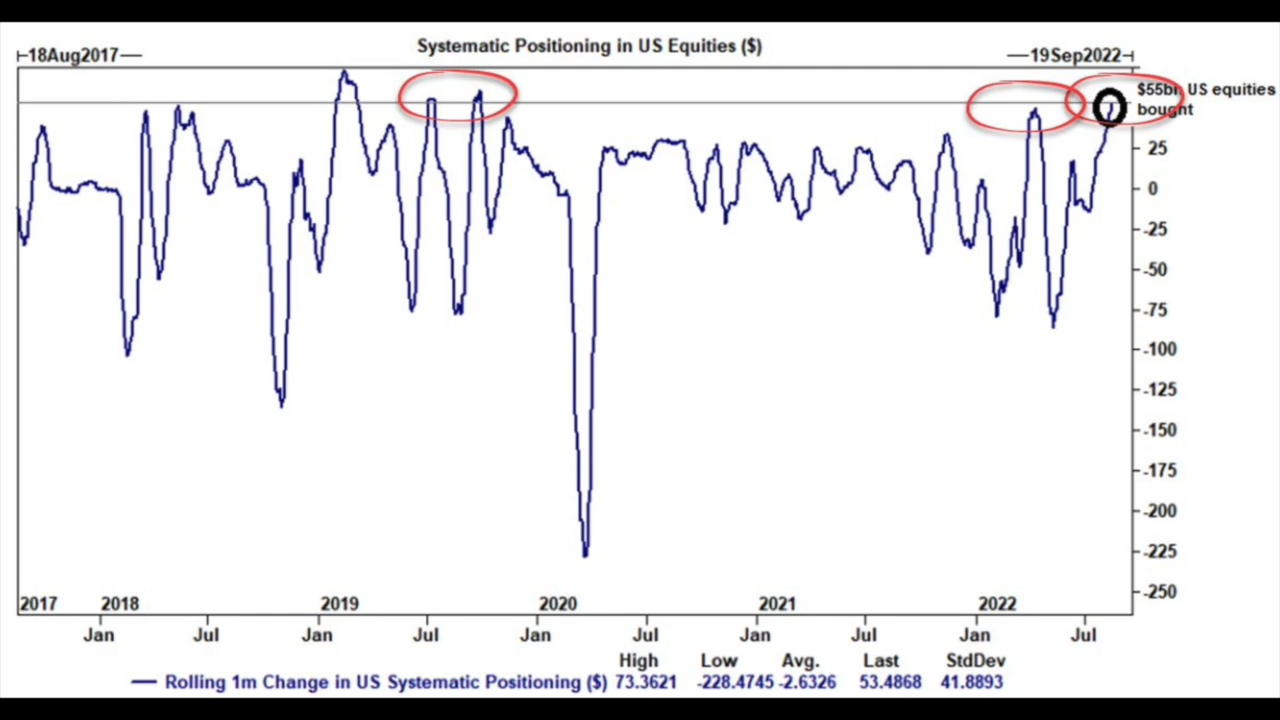 Systematic Positioning in US Equities ($)
18Aug2017
19Sep2022
$55bn US equities
bought
25
0
-25
-50
-75
-100
-125
-150
-175
-200
-225
-250
2017 2018 2019 2020 2021 2022
Jan Jul Jan Jul Jan Jul Jan Jul Jan Jul
High Low Avg. Last StdDev
Rolling 1m Change in US Systematic Positioning ($) 73.3621 -228.4745 -2.6326 53.4868 41.8893